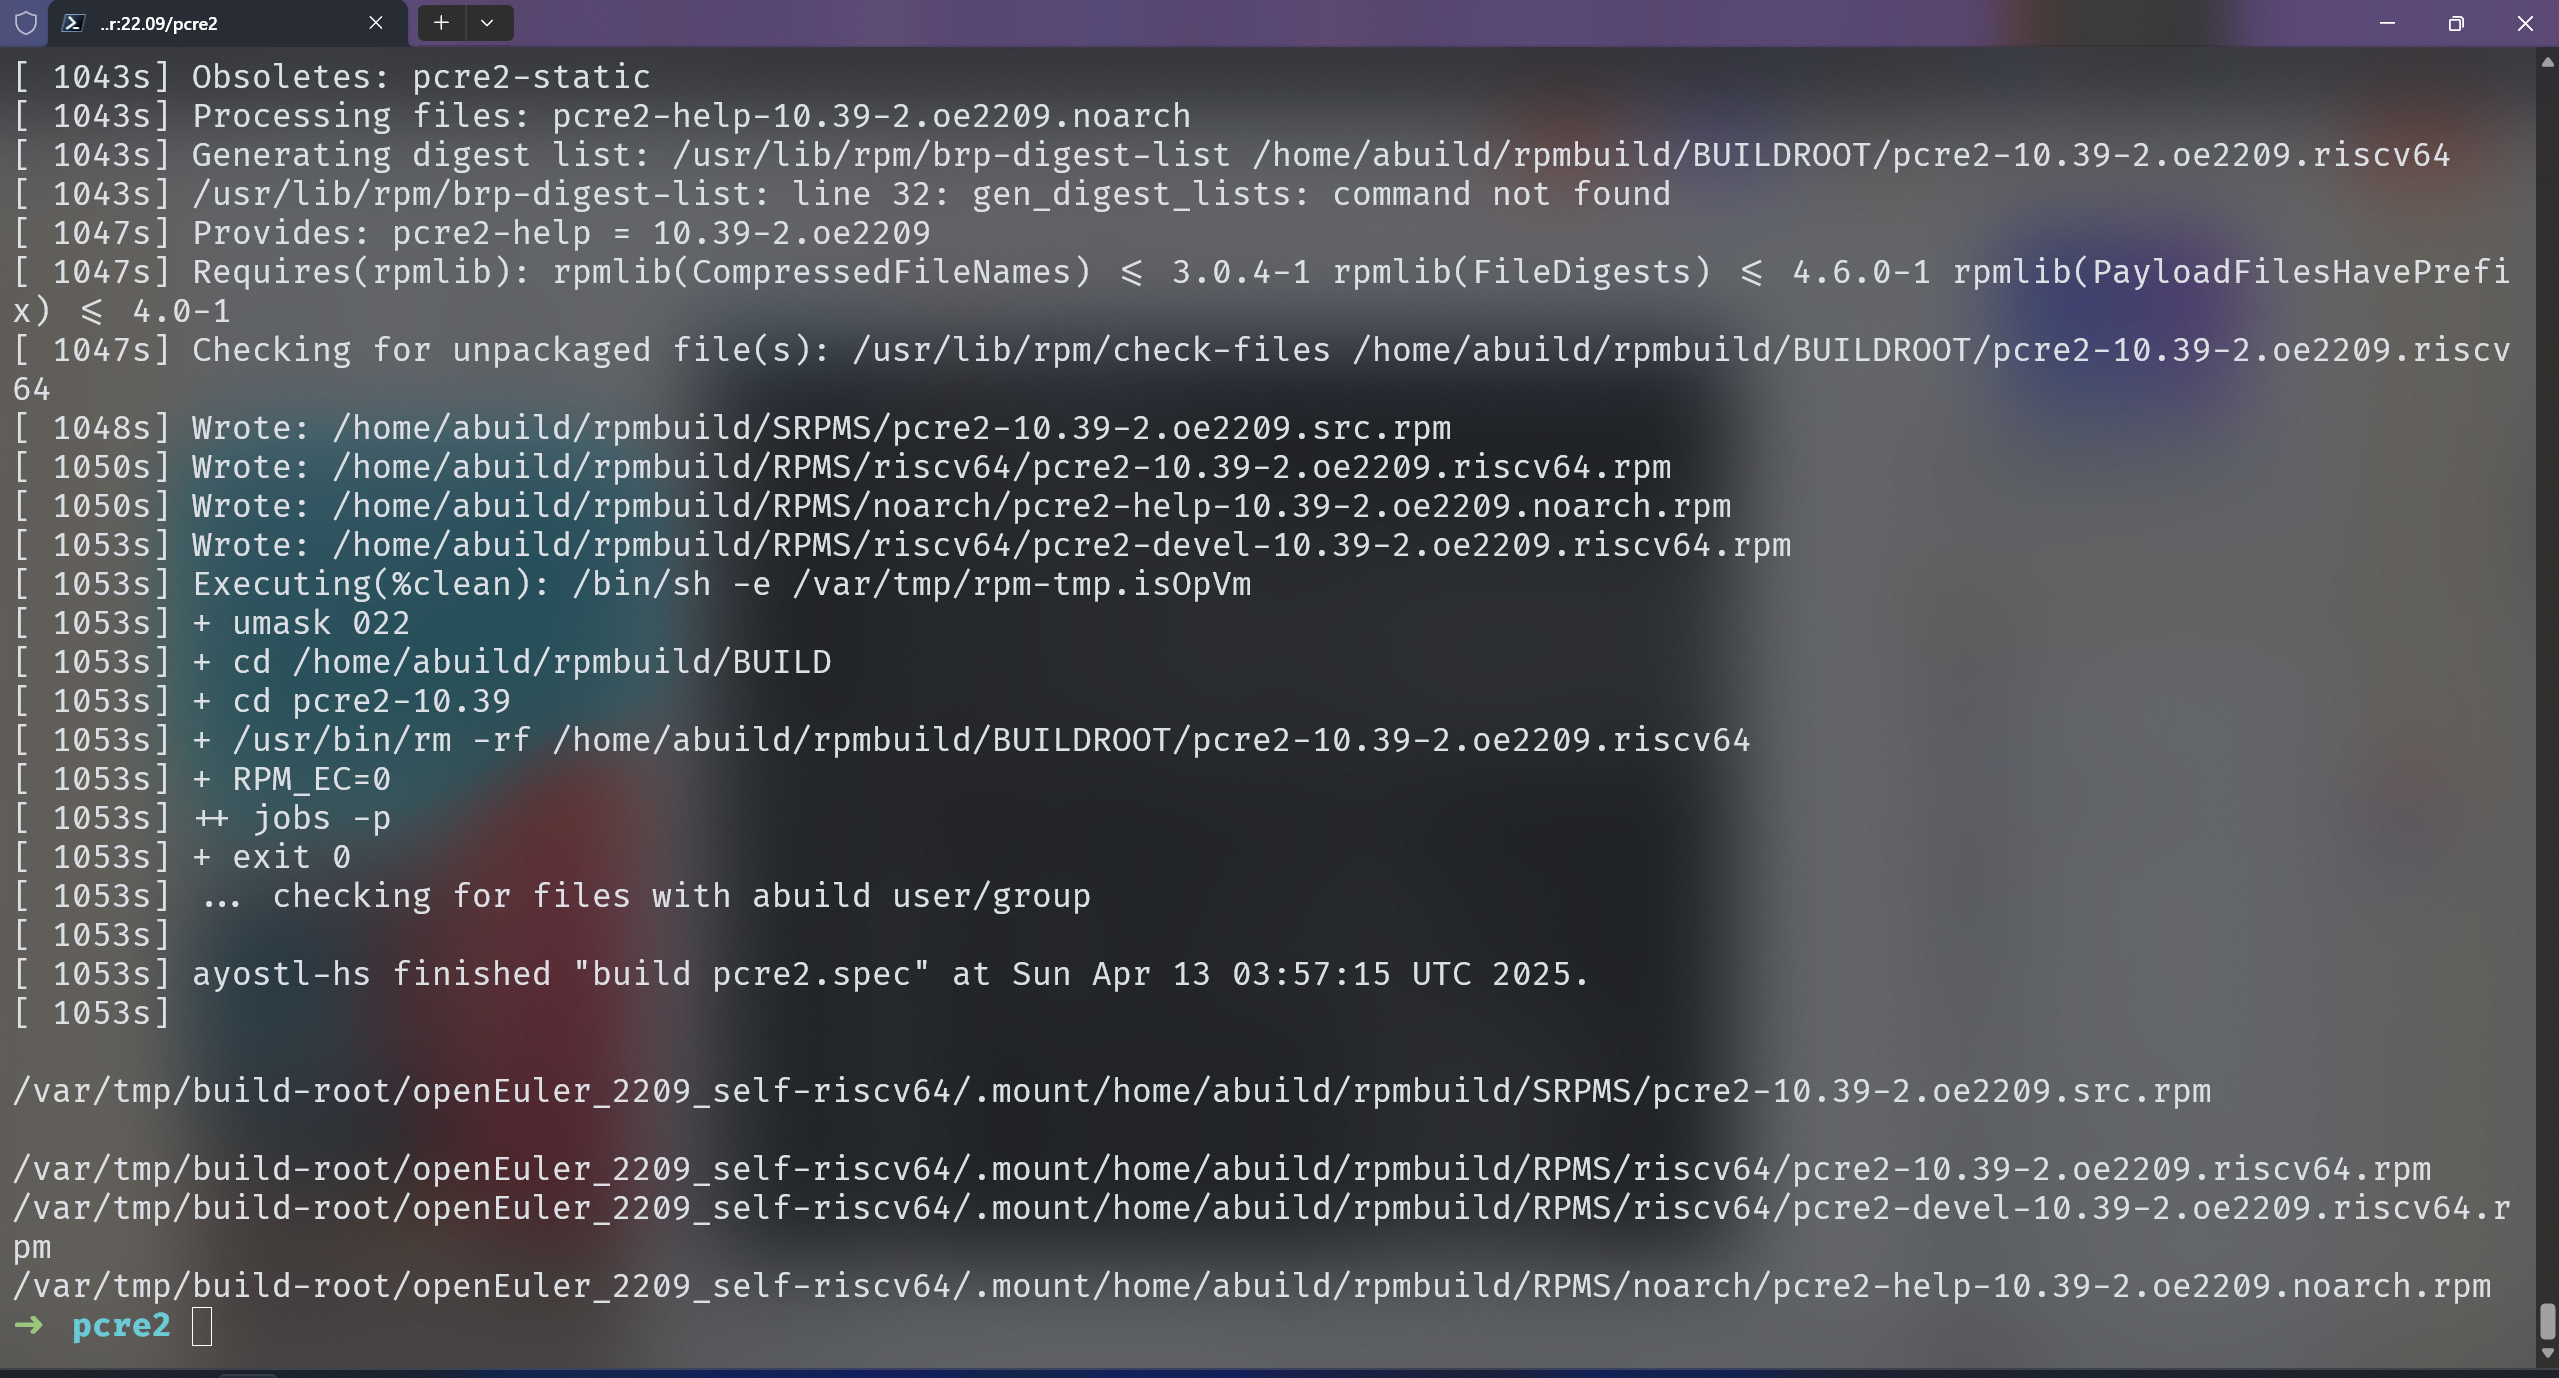 ..r:22.09/pcre2
[ 1043s] Obsoletes: pcre2-static
[ 1043s] Processing files: pcre2-help-10.39-2.oe2209.noarch
[ 1043s] Generating digest list: /usr/lib/rpm/brp-digest-list /home/abuild/rpmbuild/BUILDROOT/pcre2-10.39-2.oe2209.riscv64
[ 1043s] /usr/lib/rpm/brp-digest-list: line 32: gen_digest_lists: command not found
[ 1047s] Provides: pcre2-help = 10.39-2.oe2209
[ 1047s] Requires(rpmlib): rpmlib(CompressedFileNames) <= 3.0.4-1 rpmlib(FileDigests) <= 4.6.0-1 rpmlib(PayloadFilesHavePrefi
x) <= 4.0-1
[ 1047s] Checking for unpackaged file(s): /usr/lib/rpm/check-files /home/abuild/rpmbuild/BUILDROOT/pcre2-10.39-2.oe2209.riscv
64
[ 1048s] Wrote: /home/abuild/rpmbuild/SRPMS/pcre2-10.39-2.oe2209.src.rpm
[ 1050s] Wrote: /home/abuild/rpmbuild/RPMS/riscv64/pcre2-10.39-2.oe2209.riscv64.rpm
[ 1050s] Wrote: /home/abuild/rpmbuild/RPMS/noarch/pcre2-help-10.39-2.oe2209.noarch.rpm
[ 1053s] Wrote: /home/abuild/rpmbuild/RPMS/riscv64/pcre2-devel-10.39-2.oe2209.riscv64.rpm
[ 1053s] Executing(%clean): /bin/sh -e /var/tmp/rpm-tmp.isOpVm
[ 1053s] + umask 022
[ 1053s] + cd /home/abuild/rpmbuild/BUILD
[ 1053s] + cd pcre2-10.39
[ 1053s] + /usr/bin/rm -rf /home/abuild/rpmbuild/BUILDROOT/pcre2-10.39-2.oe2209.riscv64
[ 1053s] + RPM_EC=0
[ 1053s] ++ jobs -p
[ 1053s] + exit 0
[ 1053s] ... checking for files with abuild user/group
[ 1053s]
[ 1053s] ayostl-hs finished "build pcre2.spec" at Sun Apr 13 03:57:15 UTC 2025.
[ 1053s]
/var/tmp/build-root/openEuler_2209_self-riscv64/.mount/home/abuild/rpmbuild/SRPMS/pcre2-10.39-2.oe2209.src.rpm
/var/tmp/build-root/openEuler_2209_self-riscv64/.mount/home/abuild/rpmbuild/RPMS/riscv64/pcre2-10.39-2.oe2209.riscv64.rpm
/var/tmp/build-root/openEuler_2209_self-riscv64/.mount/home/abuild/rpmbuild/RPMS/riscv64/pcre2-devel-10.39-2.oe2209.riscv64.r
pm
/var/tmp/build-root/openEuler_2209_self-riscv64/.mount/home/abuild/rpmbuild/RPMS/noarch/pcre2-help-10.39-2.oe2209.noarch.rpm
➜ pcre2